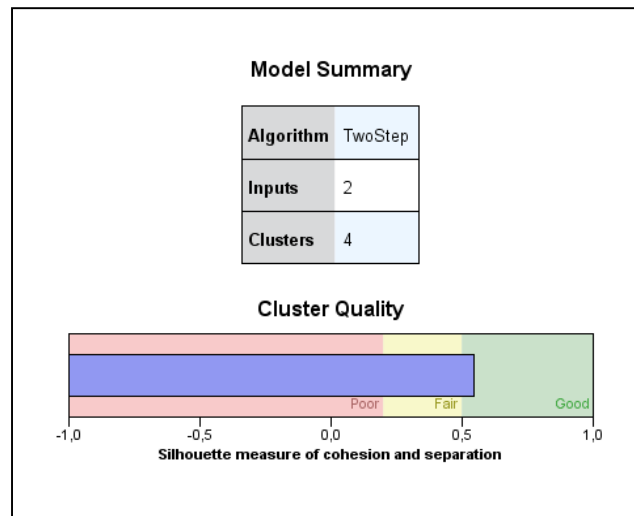 Model Summary
Algorithm TwoStep
Inputs 2
Clusters 4
Cluster Quality
Poor Fair Good
-1,0 -0,5 0,0 0,5 1,0
Silhouette measure of cohesion and separation